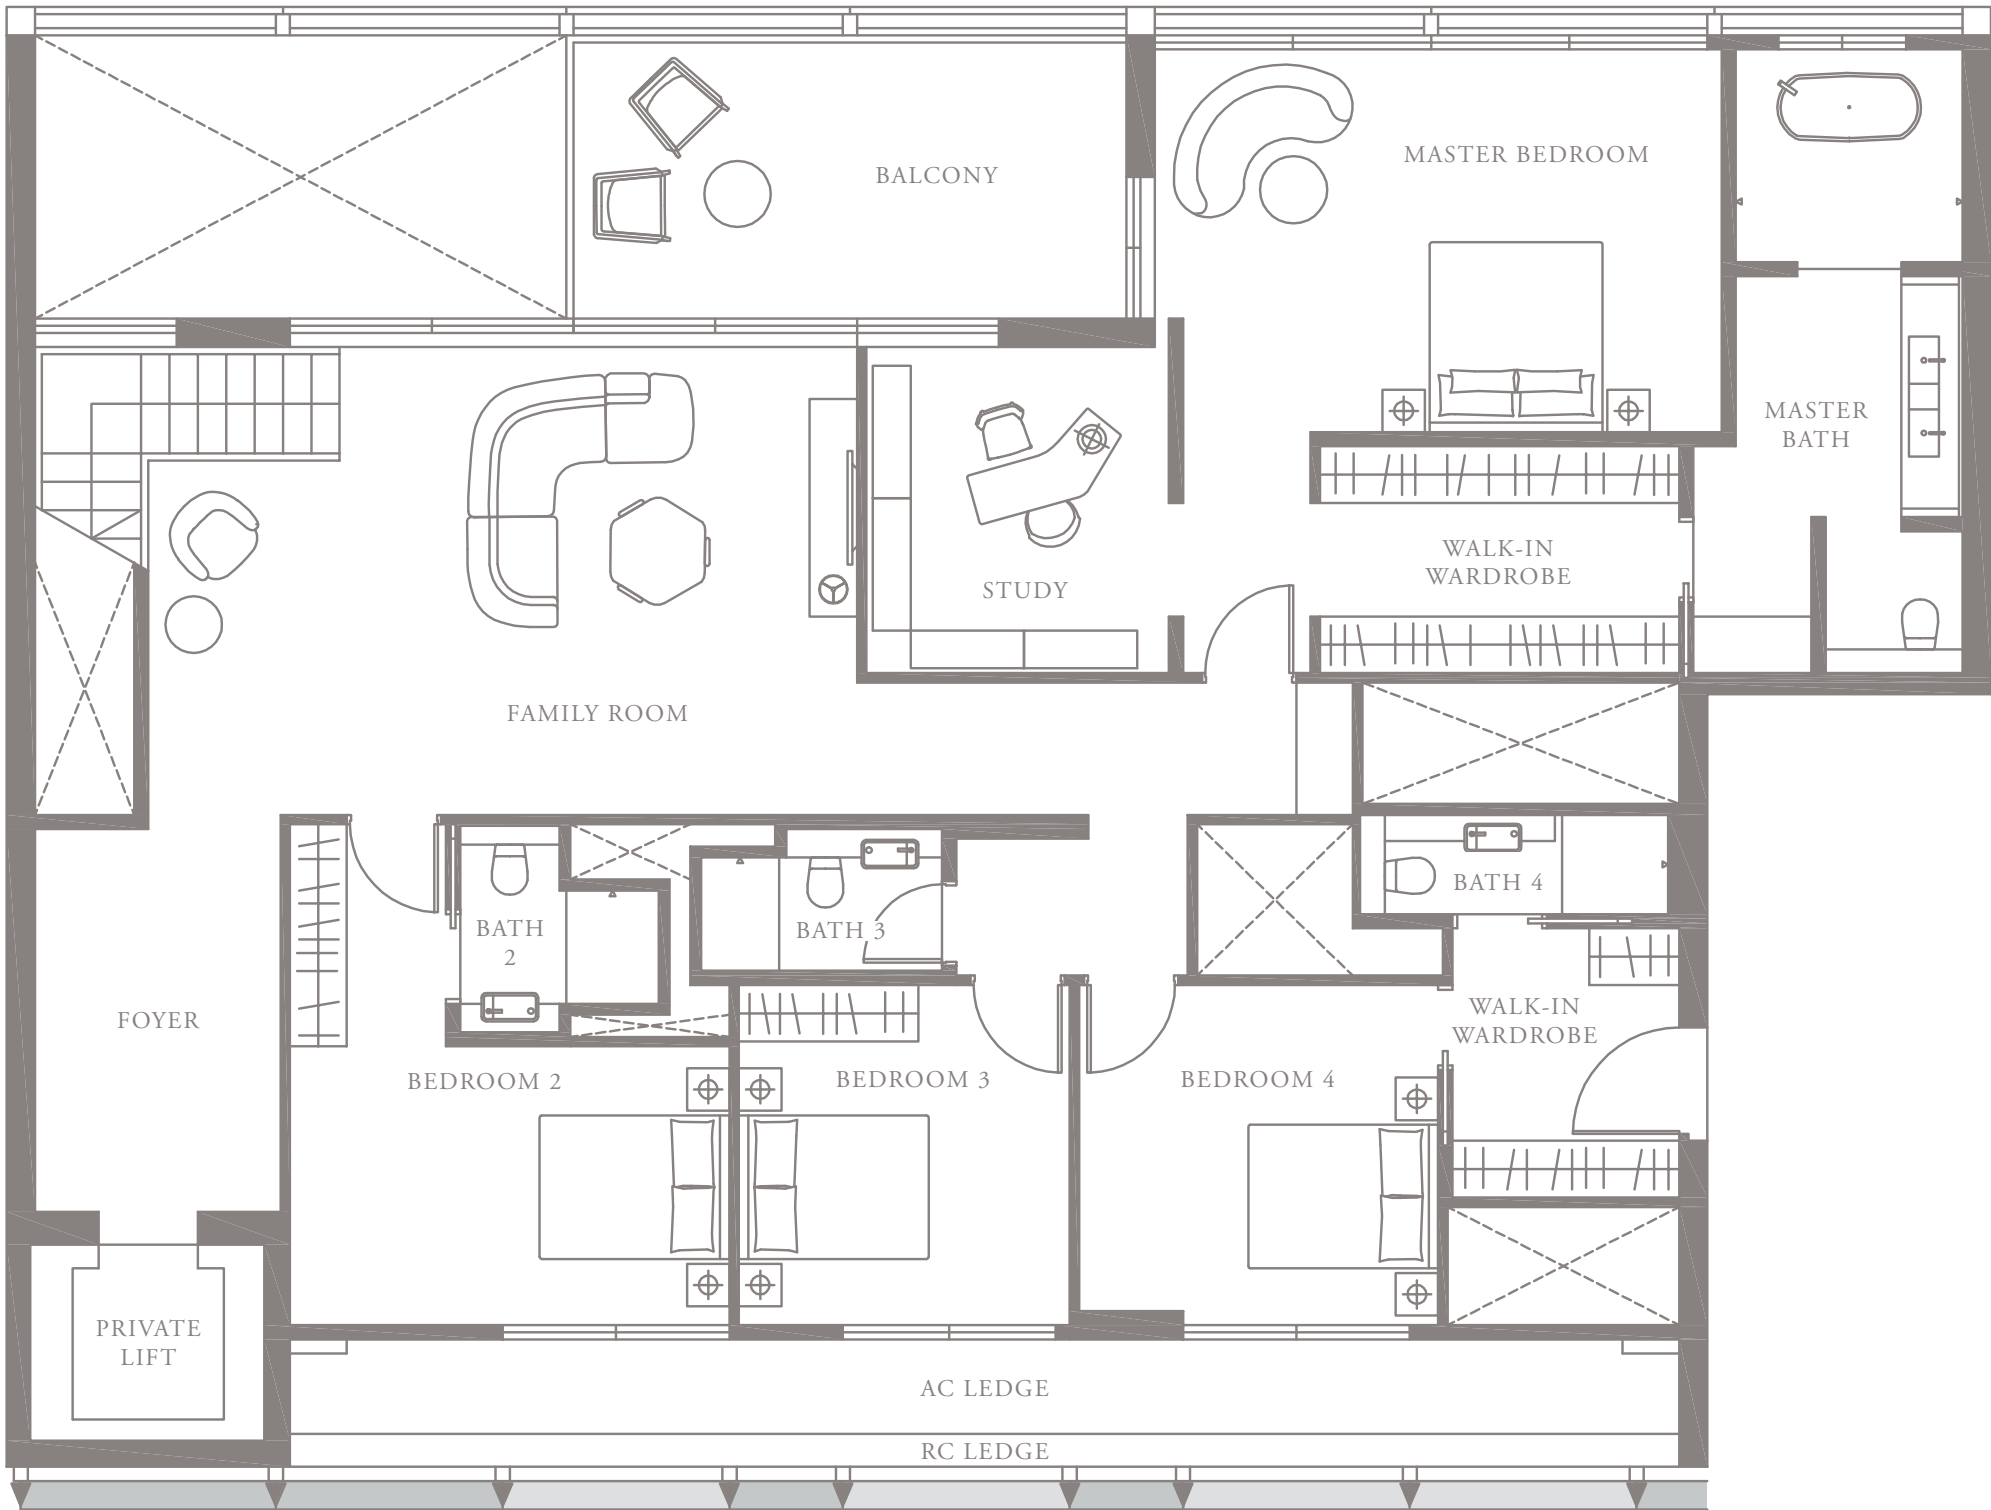 BALCONY
MASTER BEDROOM
MASTER
BATH
WALK-IN
WARDROBE
STUDY
FAMILY ROOM
BATH 4
BATH
2
BATH 3
FOYER
WALK-IN
WARDROBE
BEDROOM 2
BEDROOM 3
BEDROOM 4
PRIVATE
LIFT
AC LEDGE
RC LEDGE